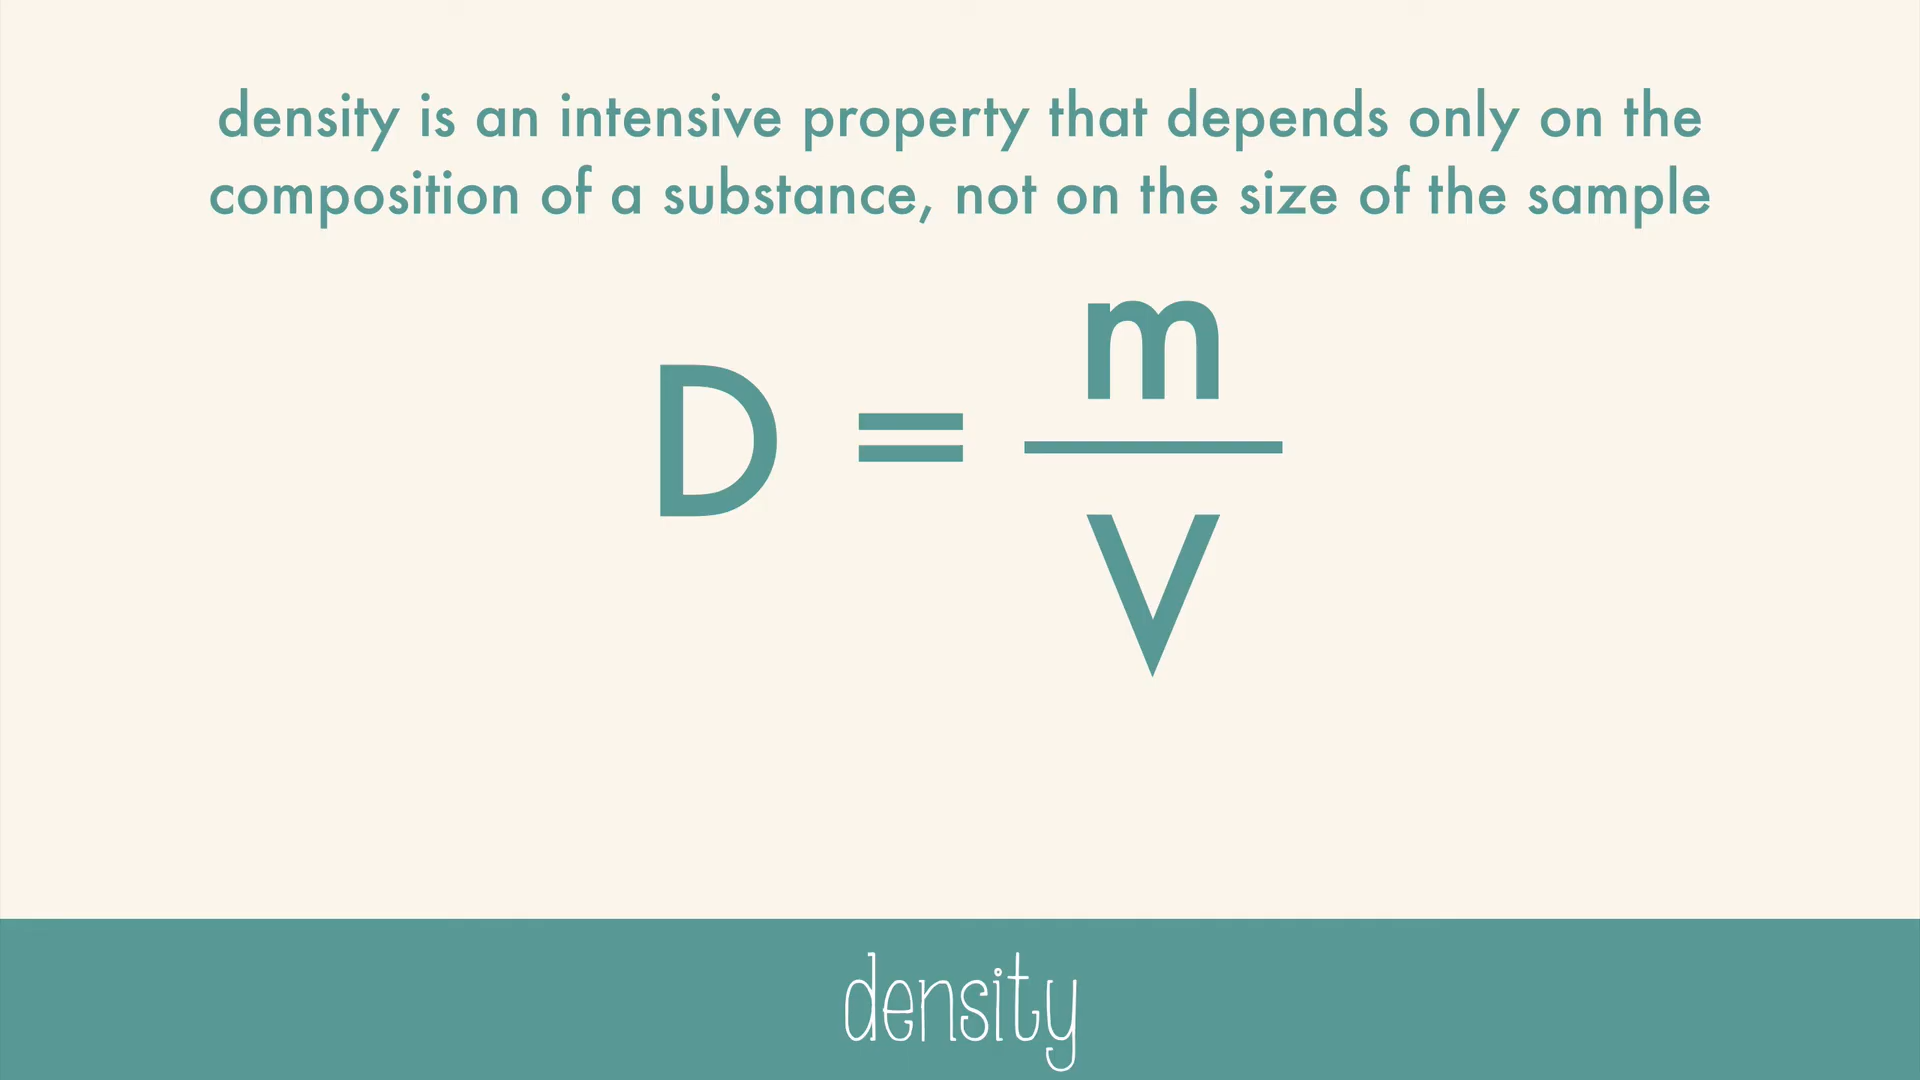 density is an intensive property that depends only on the
composition of a substance, not on the size of the sample
D = m
V
density